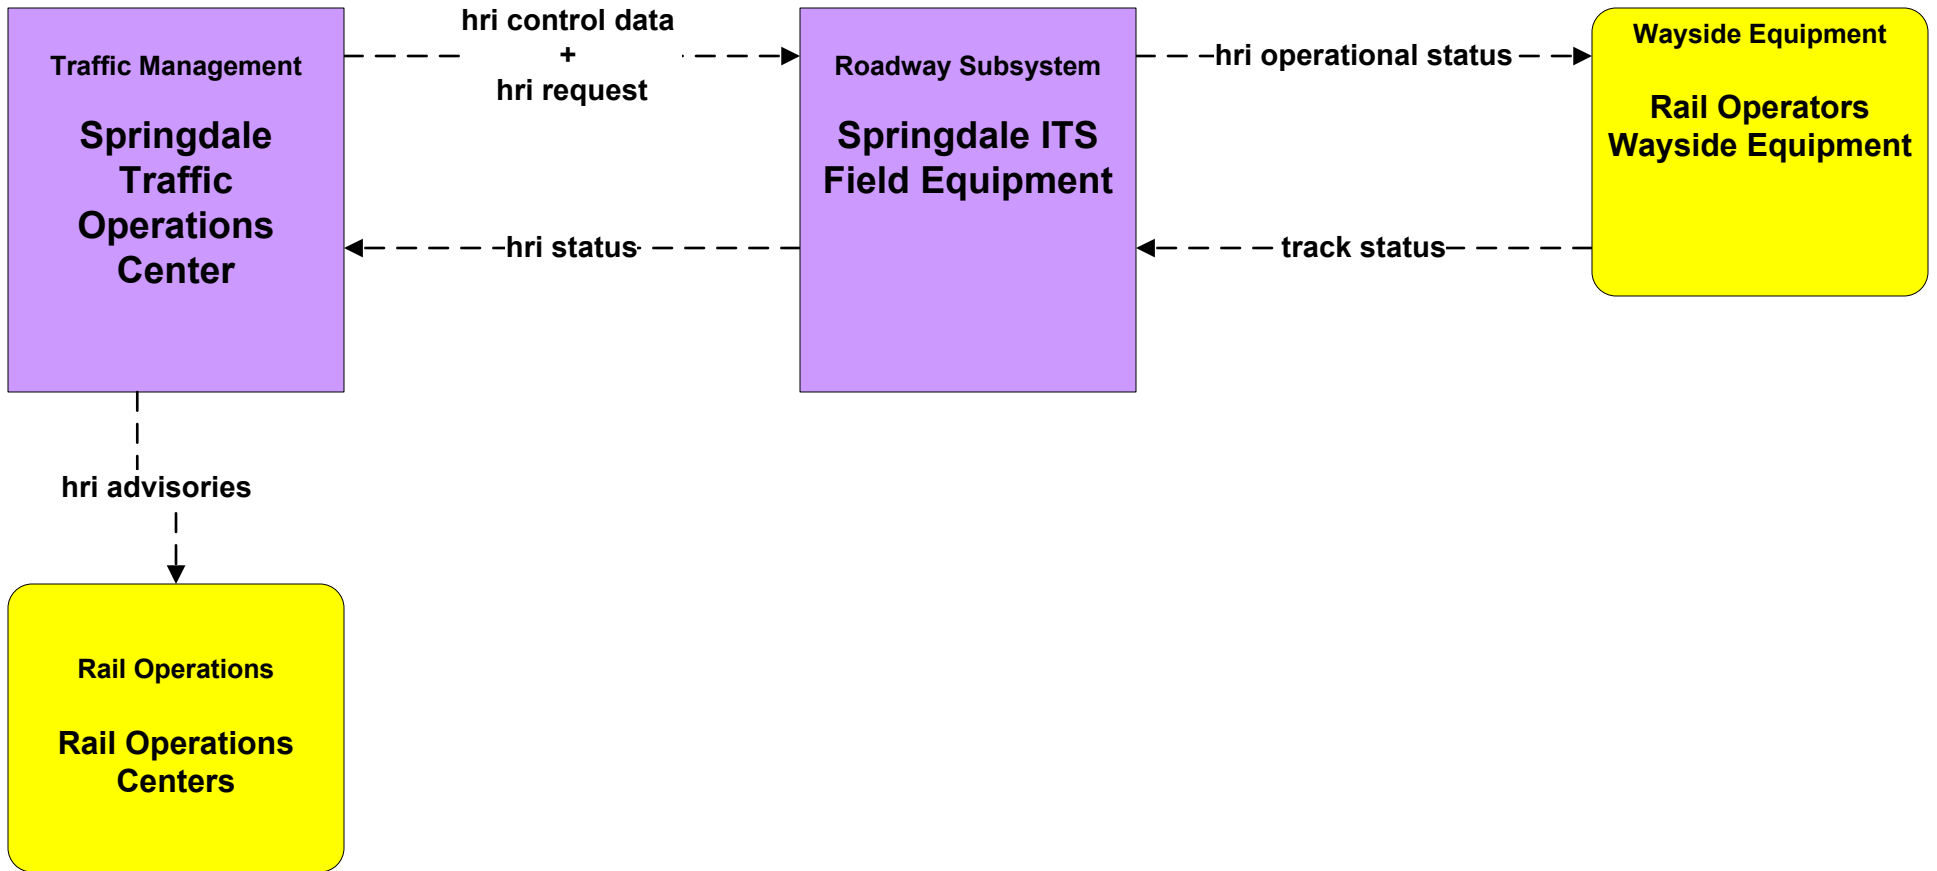 Traffic Management
Springdale
Traffic
Operations
Center
hri control data
+
hri request
Roadway Subsystem
Springdale ITS
Field Equipment
hri operational status
Wayside Equipment
Rail Operators
Wayside Equipment
hri status
track status
hri advisories
Rail Operations
Rail Operations
Centers